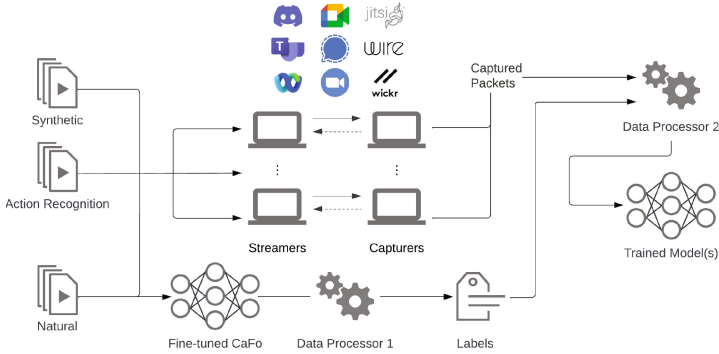 jitsi
T
wire
wickr
Captured
Packets
Synthetic
Data Processor 2
Action Recognition
Streamers
Capturers
Trained Model(s)
Natural
Fine-tuned CaFo
Data Processor 1
Labels